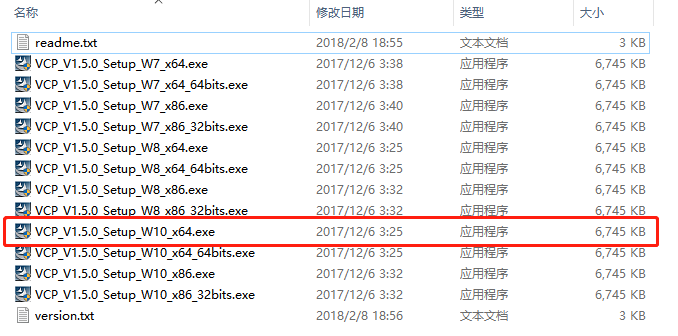 名称 修改日期 类型 大小
readme.txt 2018/2/8 18:55 文本文档 3 KB
VCP_V1.5.0_Setup_W7_x64.exe 2017/12/6 3:38 应用程序 6,745 KB
VCP_V1.5.0_Setup_W7_x64_64bits.exe 2017/12/6 3:38 应用程序 6,745 KB
VCP_V1.5.0_Setup_W7_x86.exe 2017/12/6 3:40 应用程序 6,745 KB
VCP_V1.5.0_Setup_W7_x86_32bits.exe 2017/12/6 3:40 应用程序 6,745 KB
VCP_V1.5.0_Setup_W8_x64.exe 2017/12/6 3:25 应用程序 6,745 KB
VCP_V1.5.0_Setup_W8_x64_64bits.exe 2017/12/6 3:25 应用程序 6,745 KB
VCP_V1.5.0_Setup_W8_x86.exe 2017/12/6 3:32 应用程序 6,745 KB
VCP_V1.5.0_Setup_W8_x86_32bits.exe 2017/12/6 3:32 应用程序 6,745 KB
VCP_V1.5.0_Setup_W10_x64.exe 2017/12/6 3:25 应用程序 6,745 KB
VCP_V1.5.0_Setup_W10_x64_64bits.exe 2017/12/6 3:25 应用程序 6,745 KB
VCP_V1.5.0_Setup_W10_x86.exe 2017/12/6 3:32 应用程序 6,745 KB
VCP_V1.5.0_Setup_W10_x86_32bits.exe 2017/12/6 3:32 应用程序 6,745 KB
version.txt 2018/2/8 18:56 文本文档 3 KB